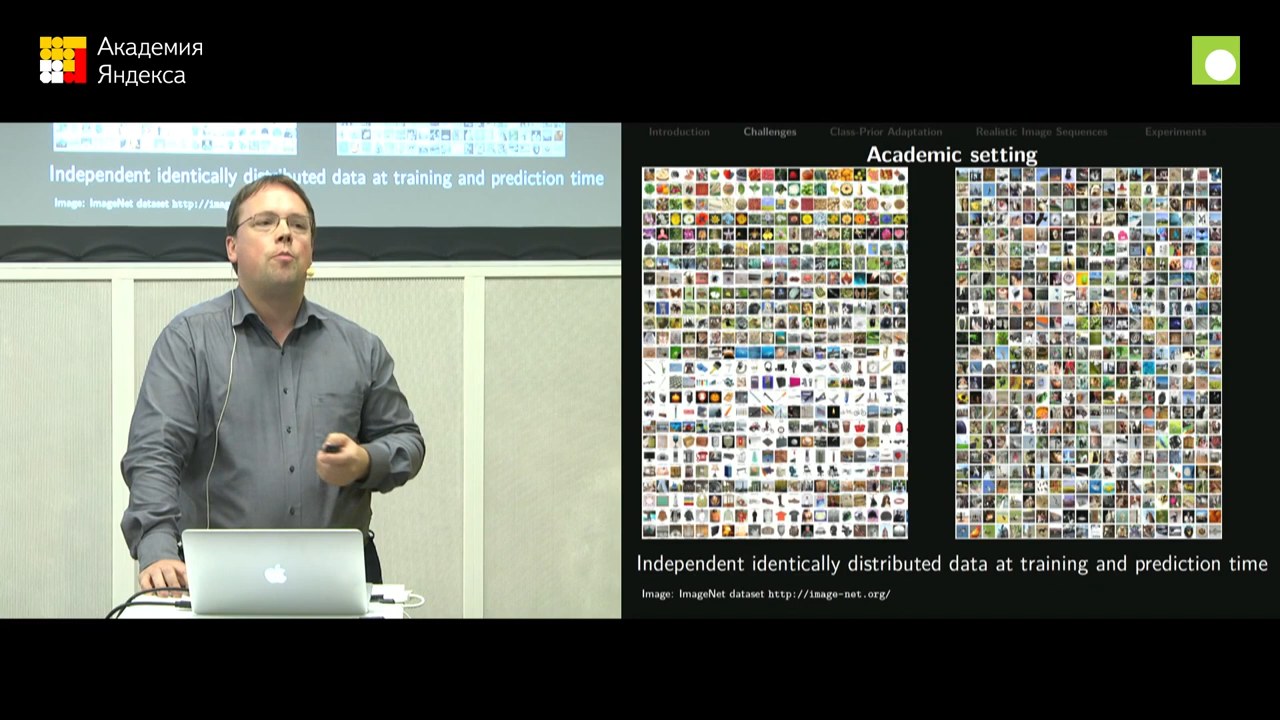 Академия
Яндекса
Independent identically distributed data at training and prediction time
Image: ImageNet dataset http://imag
Introduction Challenges Class-Prior Adaptation Realistic Image Sequences Experiments
Academic setting
Independent identically distributed data at training and prediction time
Image: ImageNet dataset http://image-net.org/